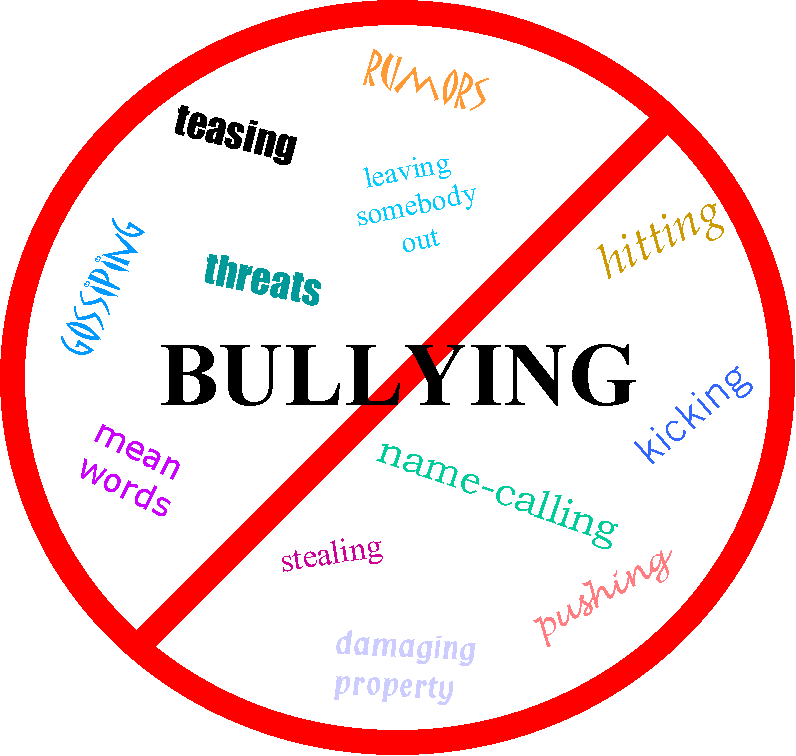 RUMORS
teasing
leaving
somebody
out
hitting
GOSSIPING
threats
BULLYING
kicking
mean
words
name-calling
stealing
pushing
damaging
property